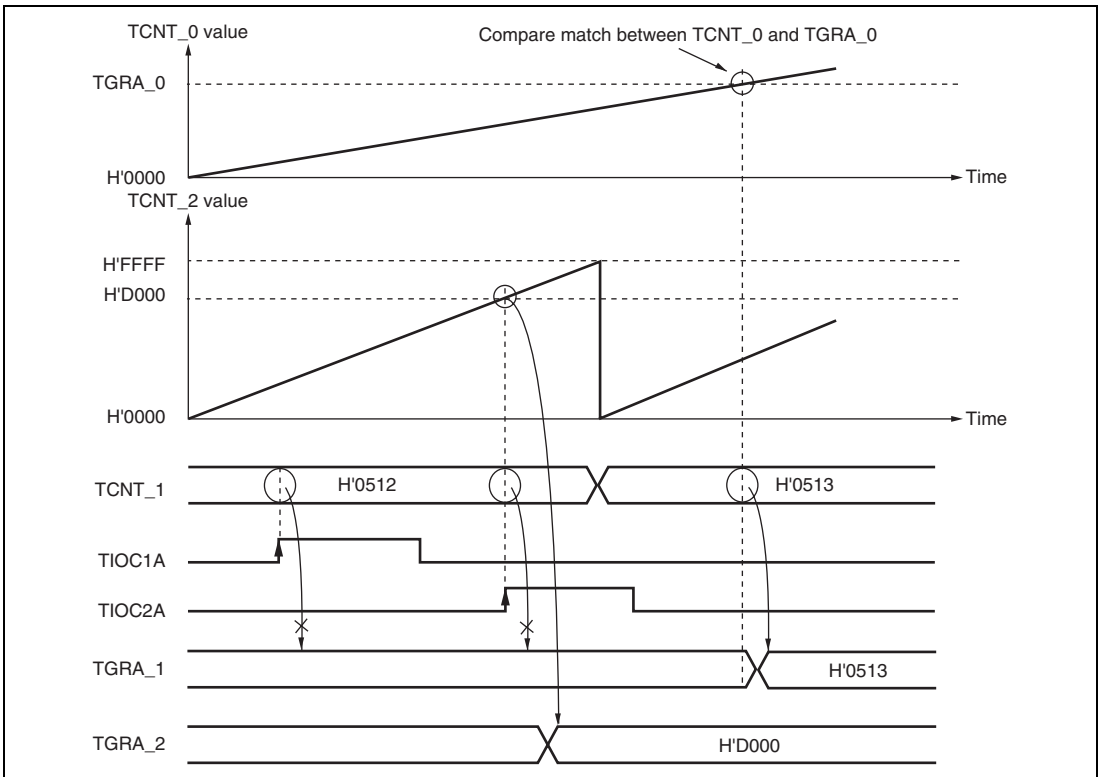 TCNT_0 value
Compare match between TCNT_0 and TGRA_0
TGRA_0
H'0000
Time
TCNT_2 value
H'FFFF
H'D000
H'0000
Time
TCNT_1
H'0512
H'0513
TIOC1A
TIOC2A
TGRA_1
H'0513
TGRA_2
H'D000